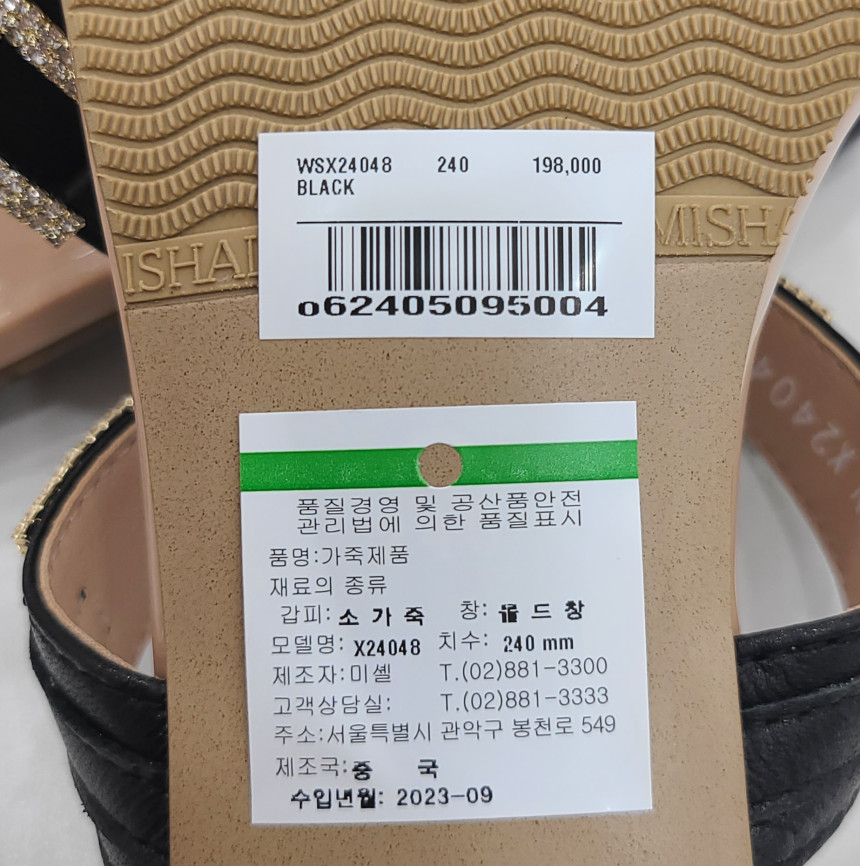 WSX24048 240 198,000
BLACK
ISHAI
MISHA
062405095004
품질경영 및 공산품안전
관리법에 의한 품질표시
품명:가죽제품
재료의 종류
갑피: 소 가 죽 창: 몰 드 창
모델명: X24048 치수: 240 mm
제조자:미셸 T.(02)881-3300
고객상담실: T.(02)881-3333
주소:서울특별시 관악구 봉천로 549
제조국:중 국
수입년월: 2023-09
X2404